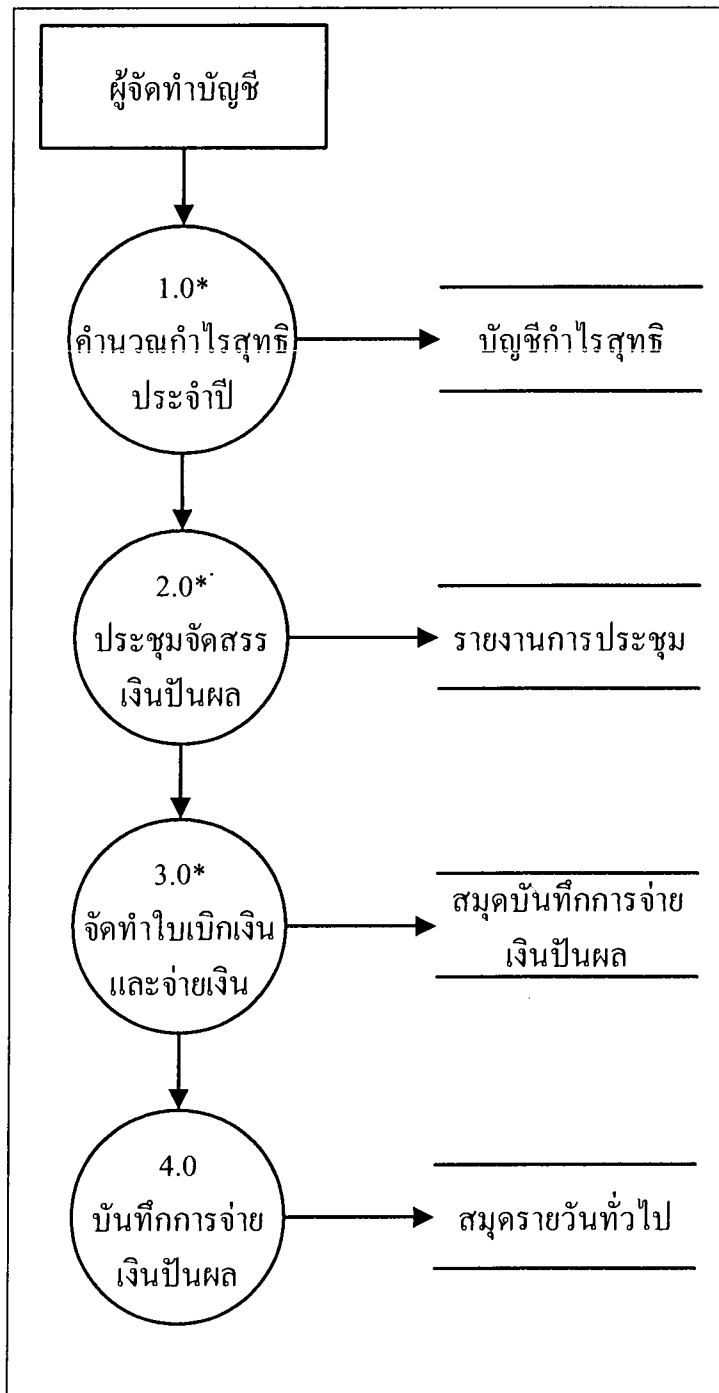 ผู้จัดทำบัญชี
1.0*
คำนวณกำไรสุทธิ
ประจำปี
บัญชีกำไรสุทธิ
2.0*
ประชุมจัดสรร
เงินปันผล
รายงานการประชุม
3.0*
จัดทำใบเบิกเงิน
และจ่ายเงิน
สมุดบันทึกการจ่าย
เงินปันผล
4.0
บันทึกการจ่าย
เงินปันผล
สมุดรายวันทั่วไป